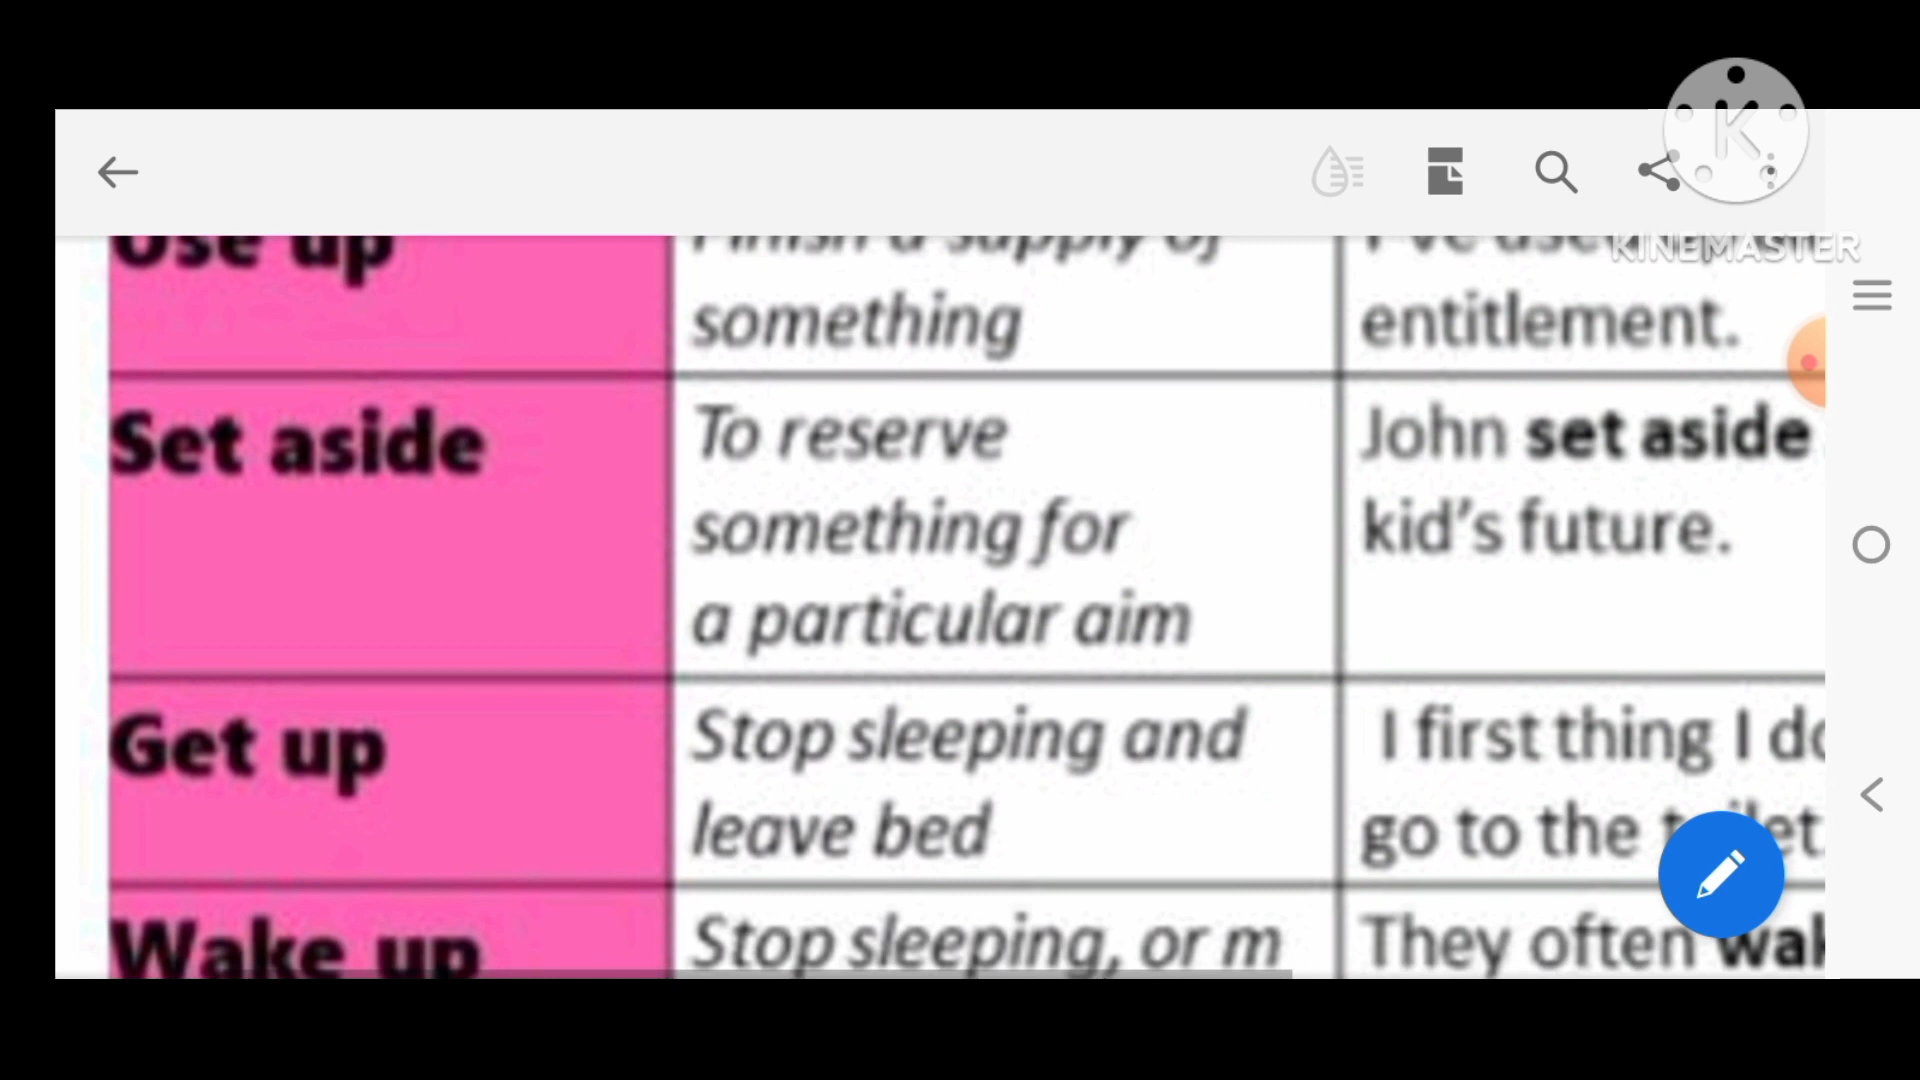 K
KINEMASTER
Use up
Finish a supply of
something
I've used
entitlement.
Set aside
To reserve
something for
a particular aim
John set aside
kid's future.
Get up
Stop sleeping and
leave bed
I first thing I do
go to the toilet.
Wake up
Stop sleeping, or m
They often wak